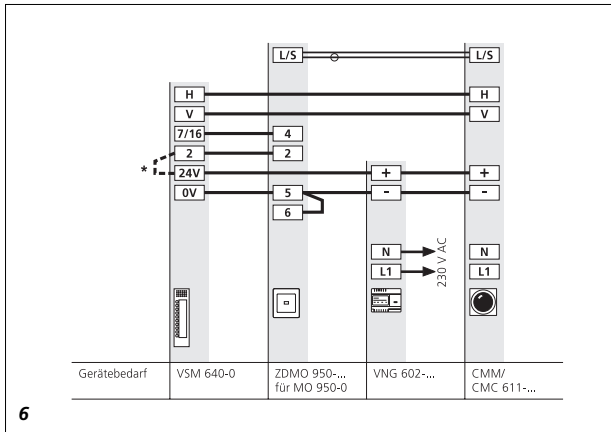 L/S L/S
H H
V V
7/16 4
2 2
* 24V + +
0V 5 - -
6
N N
L1 L1
230 V AC
Gerätebedarf VSM 640-0 ZDMO 950-... VNG 602-... CMM/
für MO 950-0 CMC 611-...
6